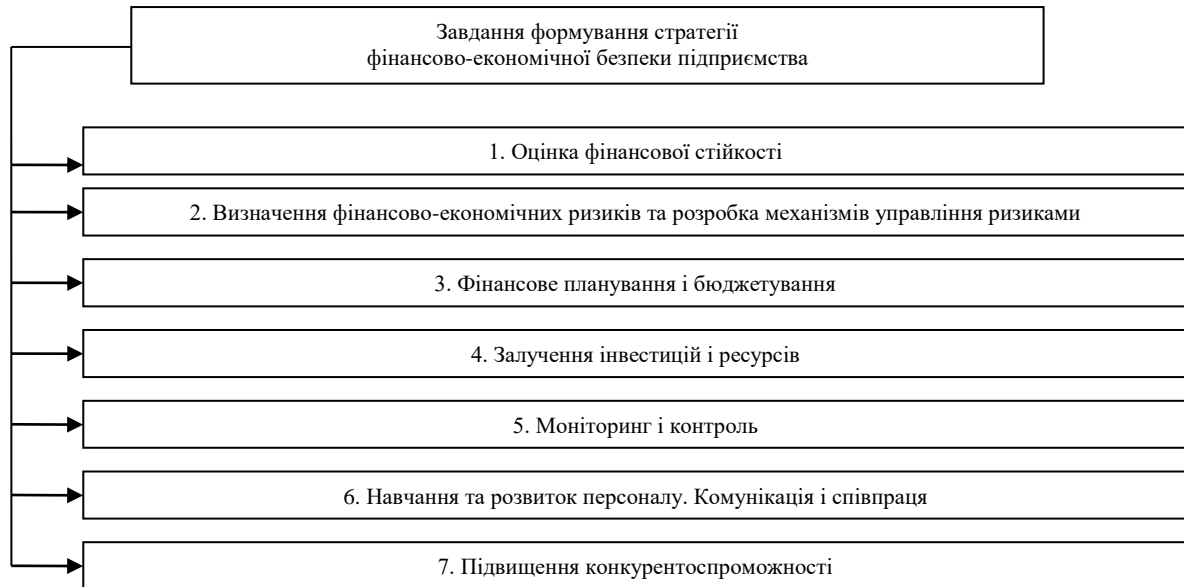 Завдання формування стратегії
фінансово-економічної безпеки підприємства
1. Оцінка фінансової стійкості
2. Визначення фінансово-економічних ризиків та розробка механізмів управління ризиками
3. Фінансове планування і бюджетування
4. Залучення інвестицій і ресурсів
5. Моніторинг і контроль
6. Навчання та розвиток персоналу. Комунікація і співпраця
7. Підвищення конкурентоспроможності